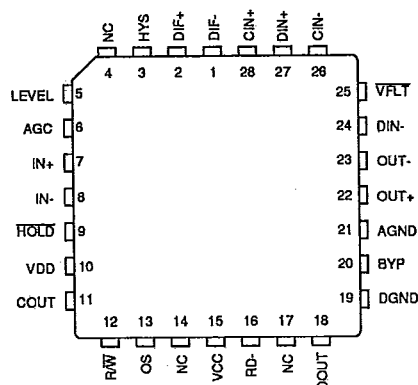 NC HYS DIF+ DIF- CIN+ DIN+ CIN-
4 3 2 1 28 27 26
LEVEL 5
AGC 6
IN+ 7
IN- 8
HOLD 9
VDD 10
COUT 11
25 VFLT
24 DIN-
23 OUT-
22 OUT+
21 AGND
20 BYP
19 DGND
12 13 14 15 16 17 18
R/W OS NC VCC RD- NC DOUT